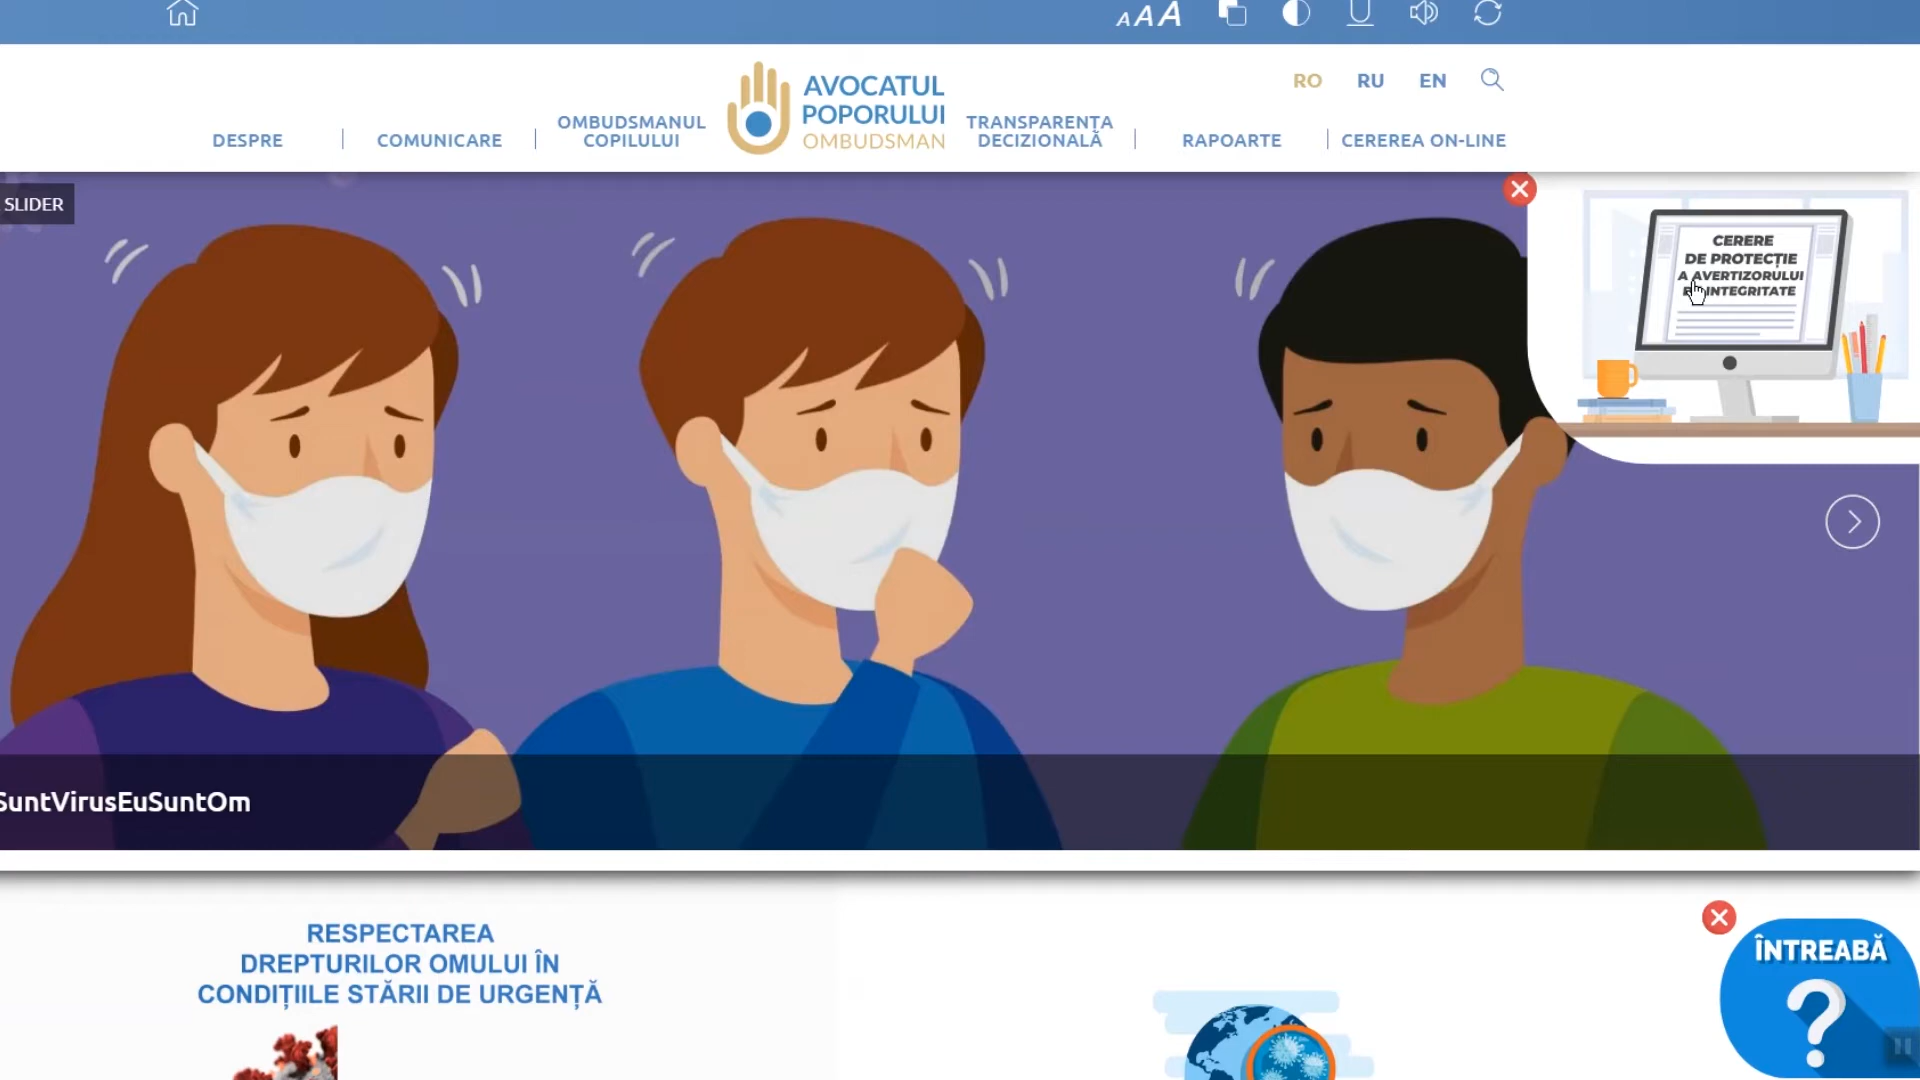 A A A
RO RU EN
DESPRE
COMUNICARE
OMBUDSMANUL
COPILULUI
AVOCATUL
POPORULUI
OMBUDSMAN
TRANSPARENȚA
DECIZIONALĂ
RAPOARTE
CEREREA ON-LINE
SLIDER
CERERE
DE PROTECȚIE
A AVERTIZORULUI
INTEGRITATE
SuntVirusEuSuntOm
RESPECTAREA
DREPTURILOR OMULUI ÎN
CONDIȚIILE STĂRII DE URGENȚĂ
ÎNTREABĂ
?